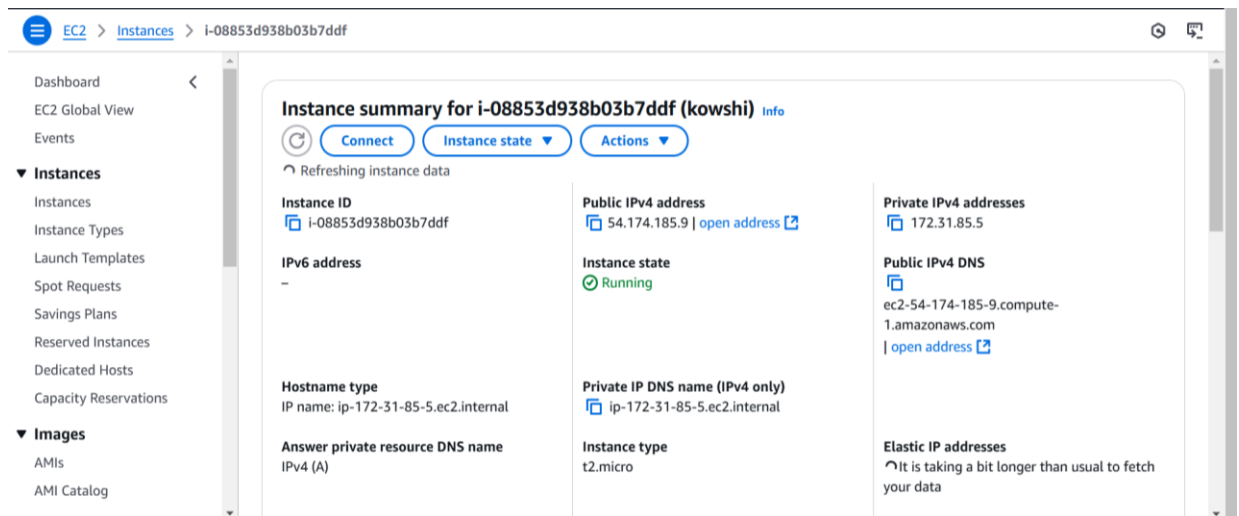 EC2 > Instances > i-08853d938b03b7ddf
Dashboard
EC2 Global View
Events
Instances
Instances
Instance Types
Launch Templates
Spot Requests
Savings Plans
Reserved Instances
Dedicated Hosts
Capacity Reservations
Images
AMIs
AMI Catalog
Instance summary for i-08853d938b03b7ddf (kowshi) Info
Connect Instance state Actions
Refreshing instance data
Instance ID
i-08853d938b03b7ddf
Public IPv4 address
54.174.185.9 | open address
Private IPv4 addresses
172.31.85.5
IPv6 address
–
Instance state
Running
Public IPv4 DNS
ec2-54-174-185-9.compute-
1.amazonaws.com
| open address
Hostname type
IP name: ip-172-31-85-5.ec2.internal
Private IP DNS name (IPv4 only)
ip-172-31-85-5.ec2.internal
Answer private resource DNS name
IPv4 (A)
Instance type
t2.micro
Elastic IP addresses
It is taking a bit longer than usual to fetch
your data